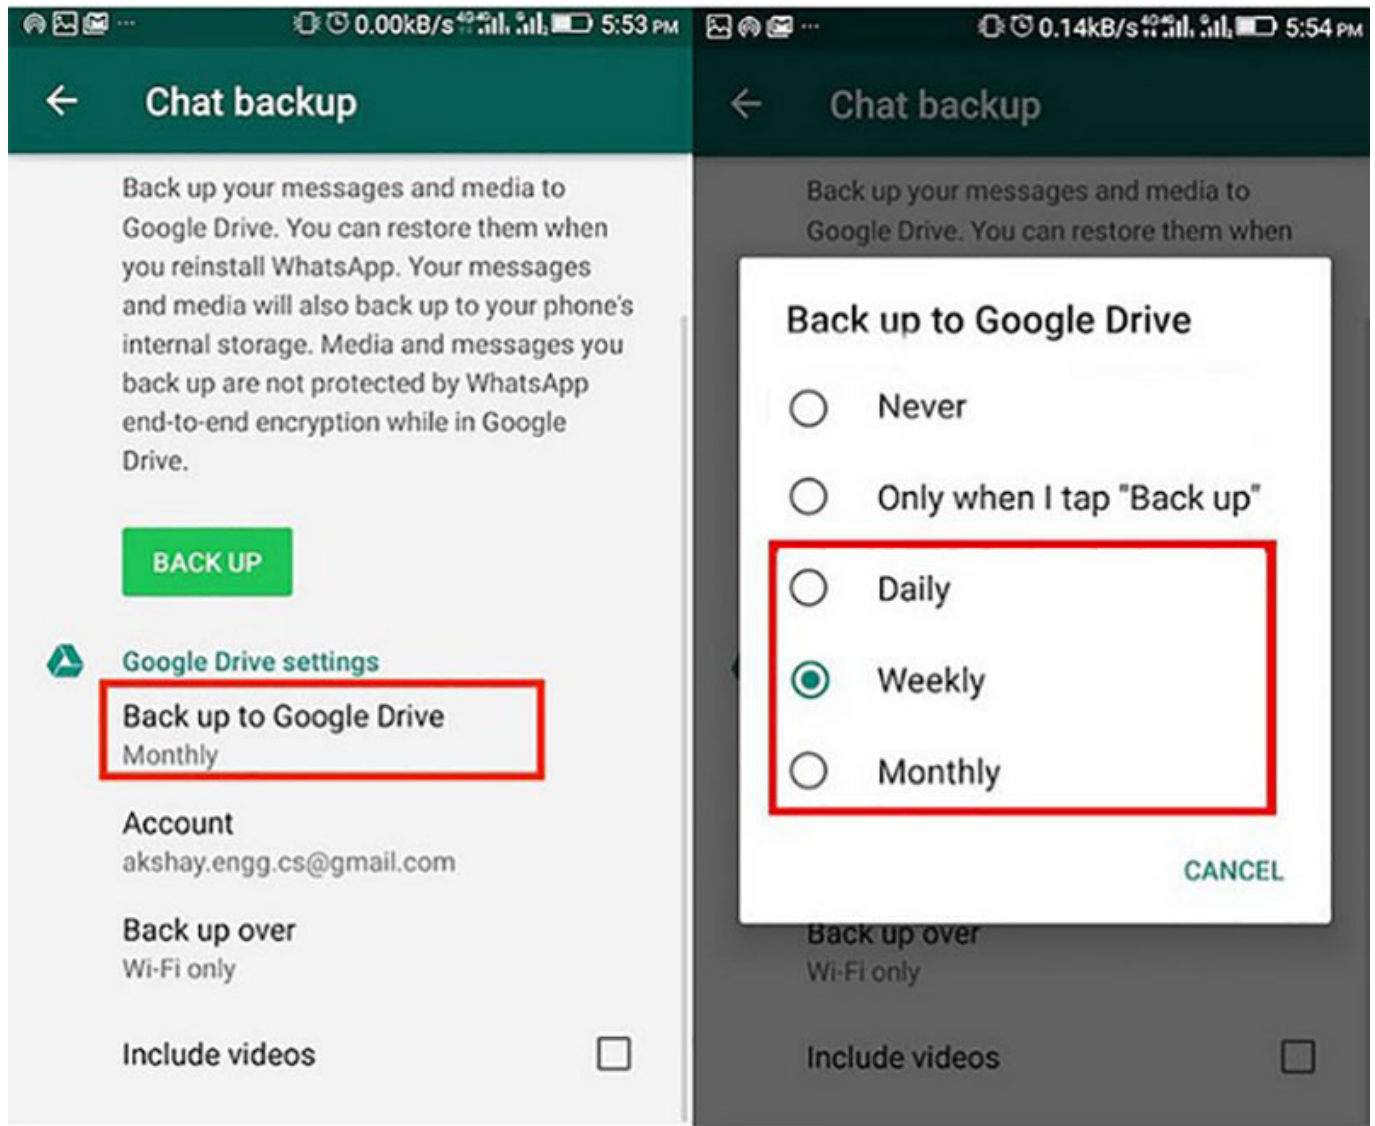 0.00kB/s 5:53 PM
Chat backup
Back up your messages and media to
Google Drive. You can restore them when
you reinstall WhatsApp. Your messages
and media will also back up to your phone's
internal storage. Media and messages you
back up are not protected by WhatsApp
end-to-end encryption while in Google
Drive.
BACK UP
Google Drive settings
Back up to Google Drive
Monthly
Account
akshay.engg.cs@gmail.com
Back up over
Wi-Fi only
Include videos
0.14kB/s 5:54 PM
Chat backup
Back up your messages and media to
Google Drive. You can restore them when
Back up to Google Drive
Never
Only when I tap "Back up"
Daily
Weekly
Monthly
CANCEL
Back up over
Wi-Fi only
Include videos